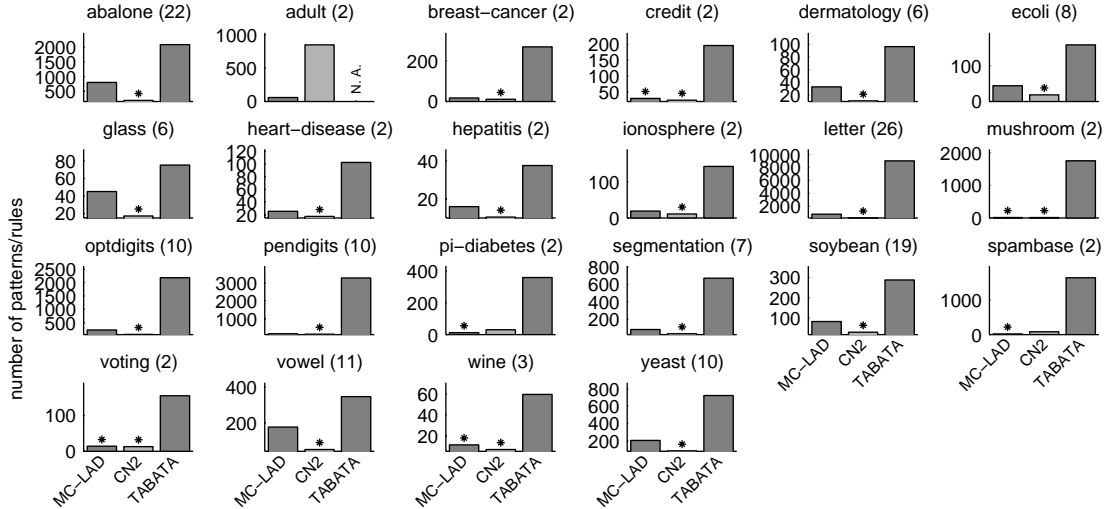 abalone (22)
2000
1500
1000
500
*
adult (2)
1000
500
0
N. A.
breast−cancer (2)
200
0
*
credit (2)
200
150
100
50
* *
dermatology (6)
100
80
60
40
20
*
ecoli (8)
100
0
*
glass (6)
80
60
40
20
*
heart−disease (2)
120
100
80
60
40
20
*
hepatitis (2)
40
20
*
ionosphere (2)
100
0
*
letter (26)
10000
8000
6000
4000
2000
*
mushroom (2)
2000
1000
0
* *
number of patterns/rules
optdigits (10)
2500
2000
1500
1000
500
*
pendigits (10)
3000
2000
1000
*
pi−diabetes (2)
400
200
0
*
segmentation (7)
800
600
400
200
*
soybean (19)
300
200
100
*
MC−LAD
CN2
TABATA
spambase (2)
1000
0
*
MC−LAD
CN2
TABATA
voting (2)
100
0
* *
MC−LAD
CN2
TABATA
vowel (11)
400
200
*
MC−LAD
CN2
TABATA
wine (3)
60
40
20
* *
MC−LAD
CN2
TABATA
yeast (10)
800
600
400
200
*
MC−LAD
CN2
TABATA